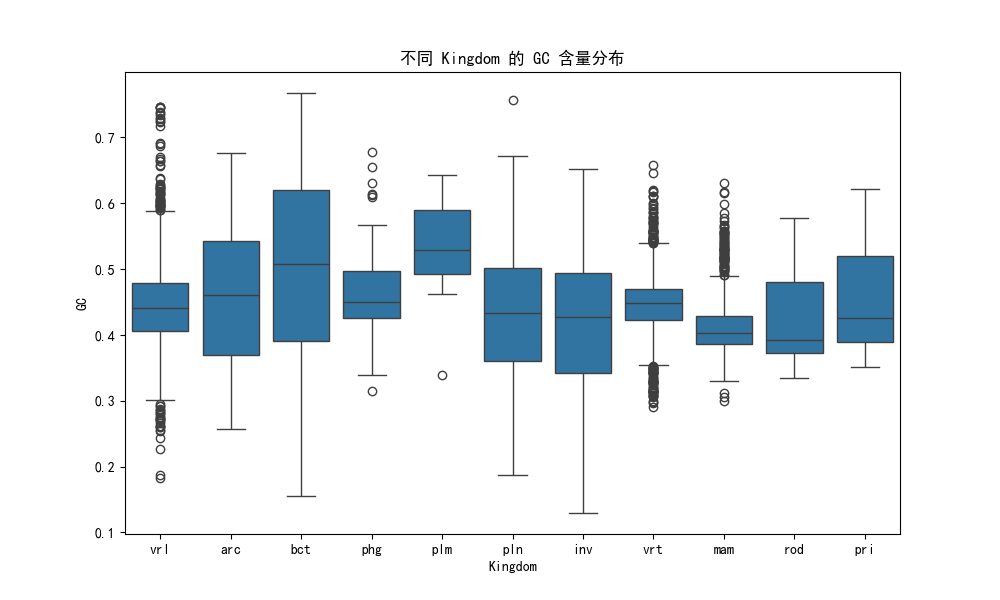 不同 Kingdom 的 GC 含量分布
GC
0.7
0.6
0.5
0.4
0.3
0.2
0.1
vrl arc bct phg plm pln inv vrt mam rod pri
Kingdom